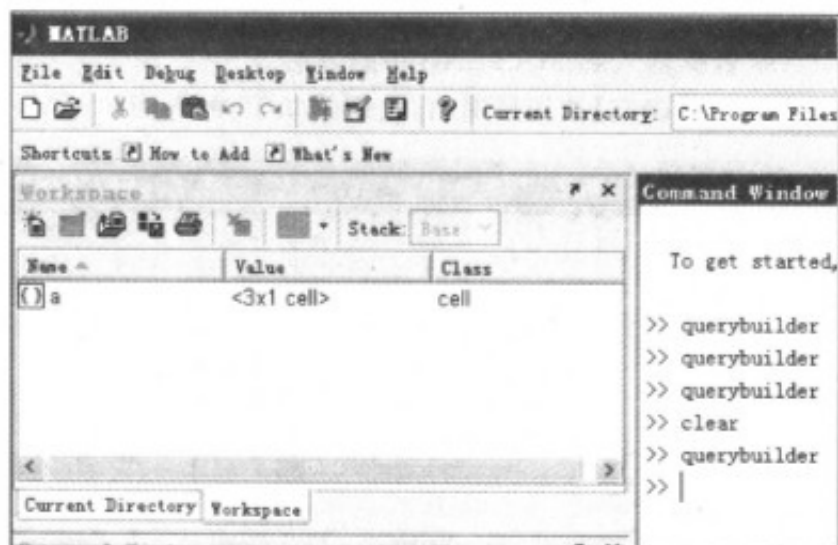 MATLAB
File Edit Debug Desktop Window Help
Current Directory: C:\Program Files
Shortcuts How to Add What's New
Workspace
Stack: Base
Name Value Class
a <3x1 cell> cell
Current Directory Workspace
Command Window
To get started,
>> querybuilder
>> querybuilder
>> querybuilder
>> clear
>> querybuilder
>>